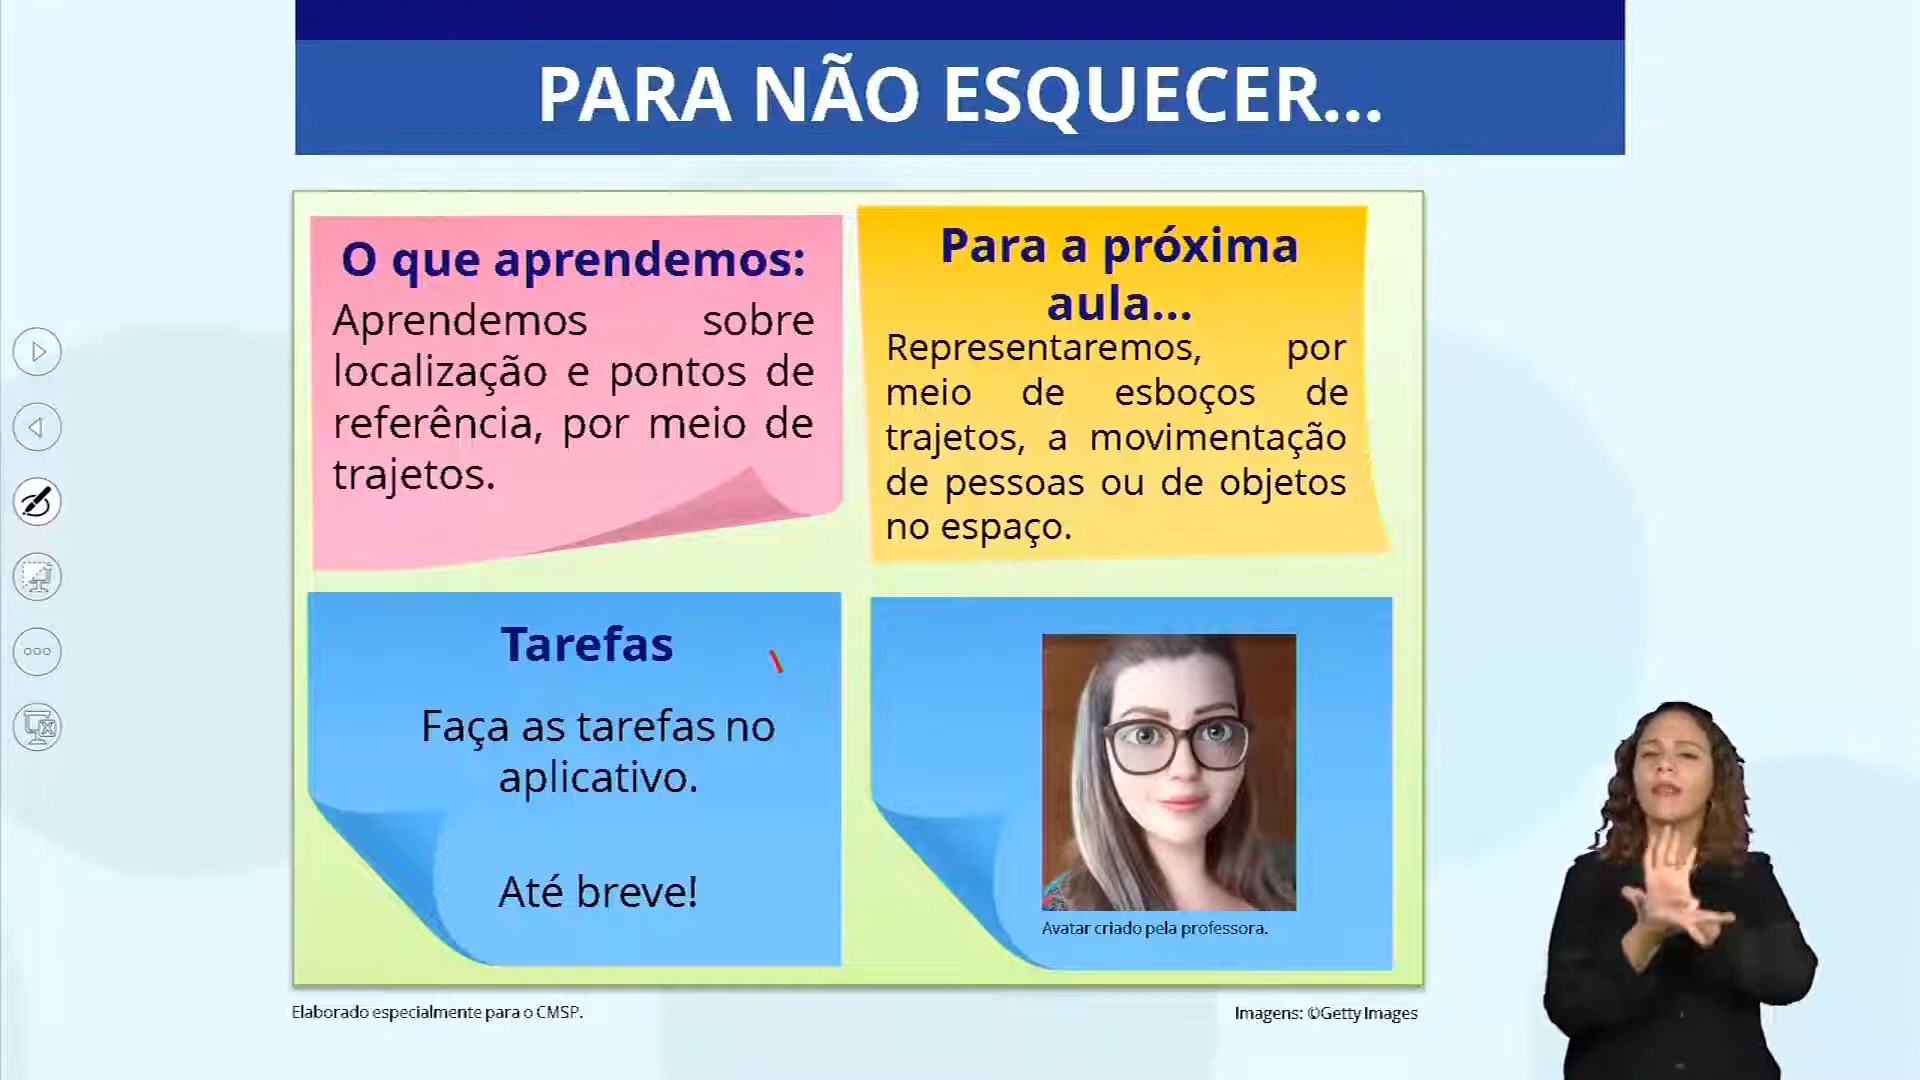 PARA NÃO ESQUECER...
O que aprendemos:
Aprendemos sobre
localização e pontos de
referência, por meio de
trajetos.
Para a próxima
aula...
Representaremos, por
meio de esboços de
trajetos, a movimentação
de pessoas ou de objetos
no espaço.
Tarefas
Faça as tarefas no
aplicativo.
Até breve!
Avatar criado pela professora.
Elaborado especialmente para o CMSP.
Imagens: ©Getty Images